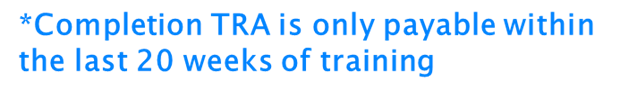 *Completion TRA is only payable within
the last 20 weeks of training